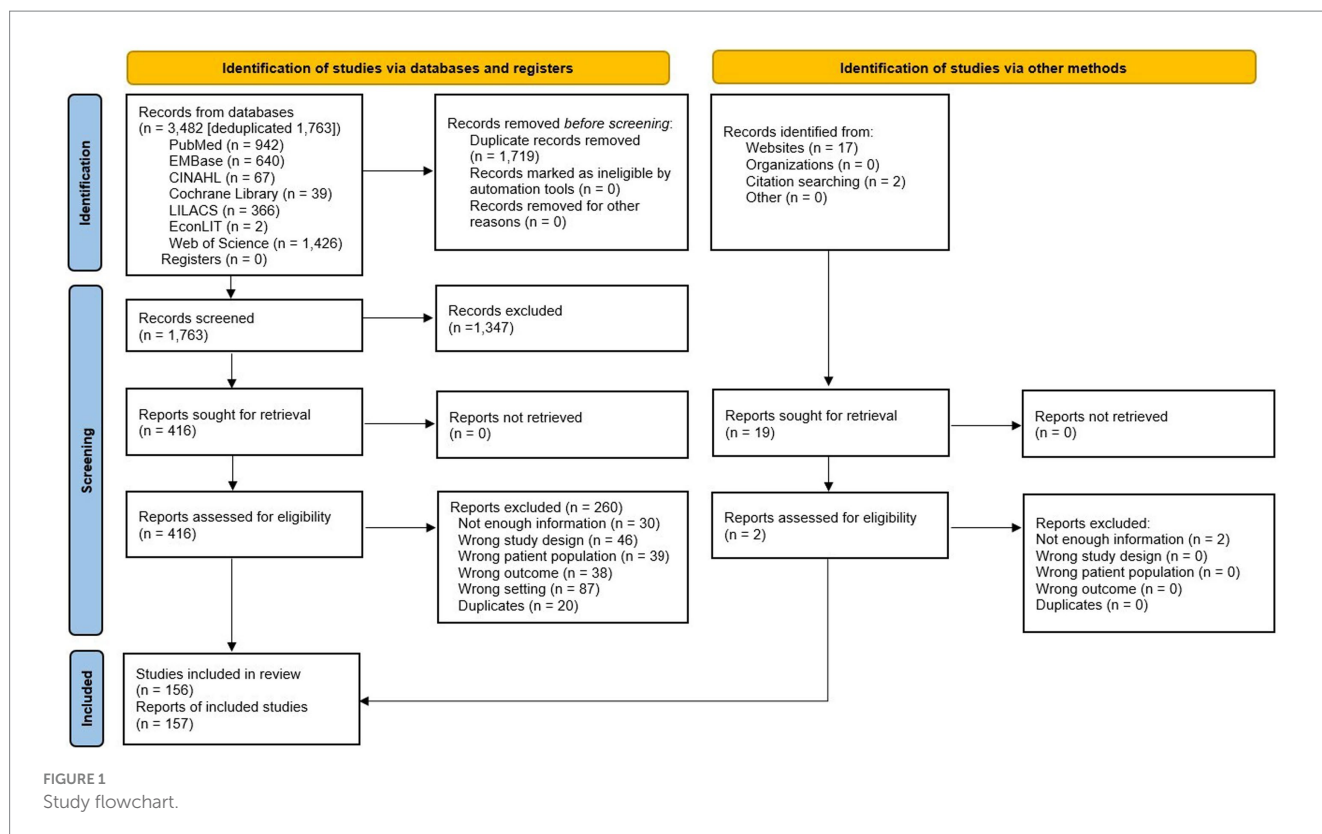 Identification of studies via databases and registers
Identification of studies via other methods
Identification
Records from databases
(n = 3,482 [deduplicated 1,763])
PubMed (n = 942)
EMBase (n = 640)
CINAHL (n = 67)
Cochrane Library (n = 39)
LILACS (n = 366)
EconLIT (n = 2)
Web of Science (n = 1,426)
Registers (n = 0)
Records removed before screening:
Duplicate records removed
(n = 1,719)
Records marked as ineligible by
automation tools (n = 0)
Records removed for other
reasons (n = 0)
Records identified from:
Websites (n = 17)
Organizations (n = 0)
Citation searching (n = 2)
Other (n = 0)
Screening
Records screened
(n = 1,763)
Records excluded
(n =1,347)
Reports sought for retrieval
(n = 416)
Reports not retrieved
(n = 0)
Reports sought for retrieval
(n = 19)
Reports not retrieved
(n = 0)
Reports assessed for eligibility
(n = 416)
Reports excluded (n = 260)
Not enough information (n = 30)
Wrong study design (n = 46)
Wrong patient population (n = 39)
Wrong outcome (n = 38)
Wrong setting (n = 87)
Duplicates (n = 20)
Reports assessed for eligibility
(n = 2)
Reports excluded:
Not enough information (n = 2)
Wrong study design (n = 0)
Wrong patient population (n = 0)
Wrong outcome (n = 0)
Duplicates (n = 0)
Included
Studies included in review
(n = 156)
Reports of included studies
(n = 157)
FIGURE 1
Study flowchart.